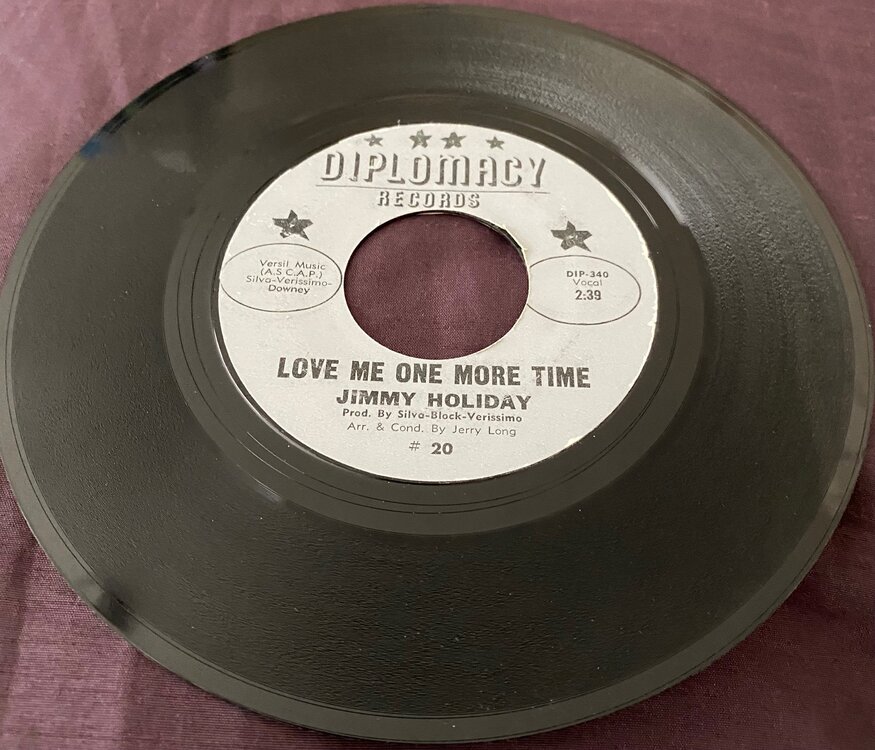 DIPLOMACY
RECORDS
Versil Music
(A.S.C.A.P.)
Silva-Verissimo-
Downey
DIP-340
Vocal
2:39
LOVE ME ONE MORE TIME
JIMMY HOLIDAY
Prod. By Silva-Block-Verissimo
Arr. & Cond. By Jerry Long
# 20